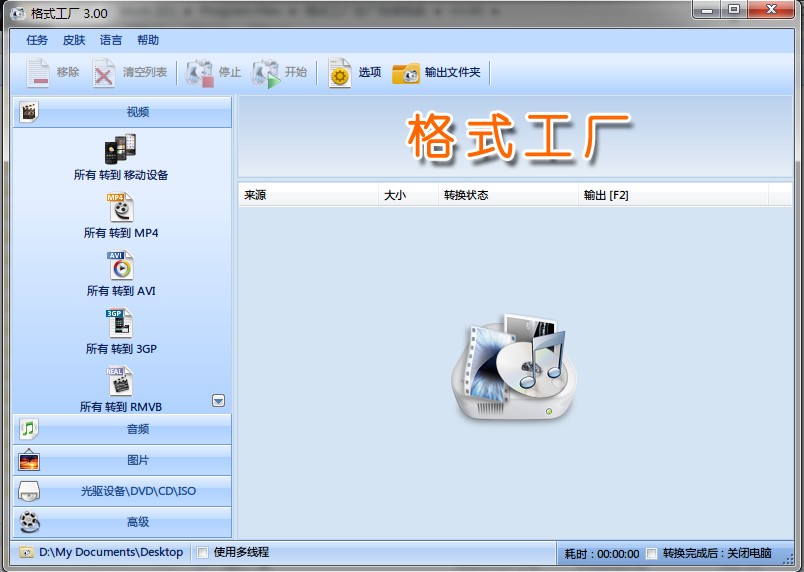 格式工厂 3.00
任务 皮肤 语言 帮助
移除 清空列表 停止 开始 选项 输出文件夹
视频
格式工厂
所有 转到 移动设备
来源 大小 转换状态 输出 [F2]
MP4
所有 转到 MP4
AVI
所有 转到 AVI
3GP
所有 转到 3GP
REAL
所有 转到 RMVB
音频
图片
光驱设备\DVD\CD\ISO
高级
D:\My Documents\Desktop 使用多线程 耗时 : 00:00:00 转换完成后 : 关闭电脑